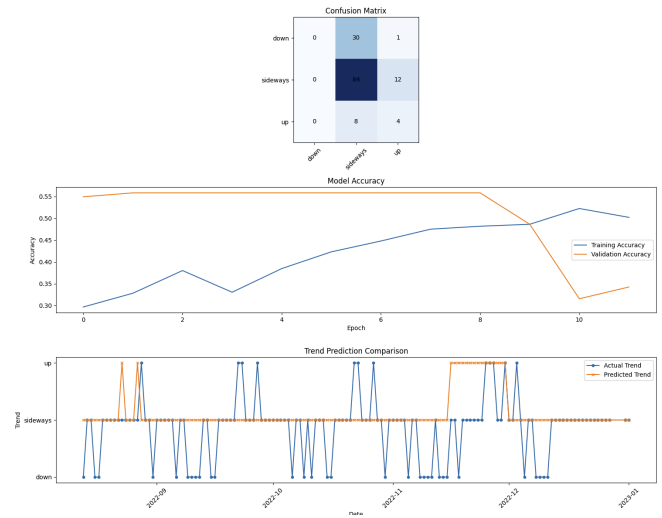 Confusion Matrix
down 0 30 1
sideways 0 12
up 0 8 4
down sideways up
Model Accuracy
0.55
0.50
0.45
0.40
0.35
0.30
Accuracy
Training Accuracy
Validation Accuracy
0 2 4 6 8 10
Epoch
Trend Prediction Comparison
up
sideways
down
Trend
Actual Trend
Predicted Trend
2022-09 2022-10 2022-11 2022-12 2023-01
Date